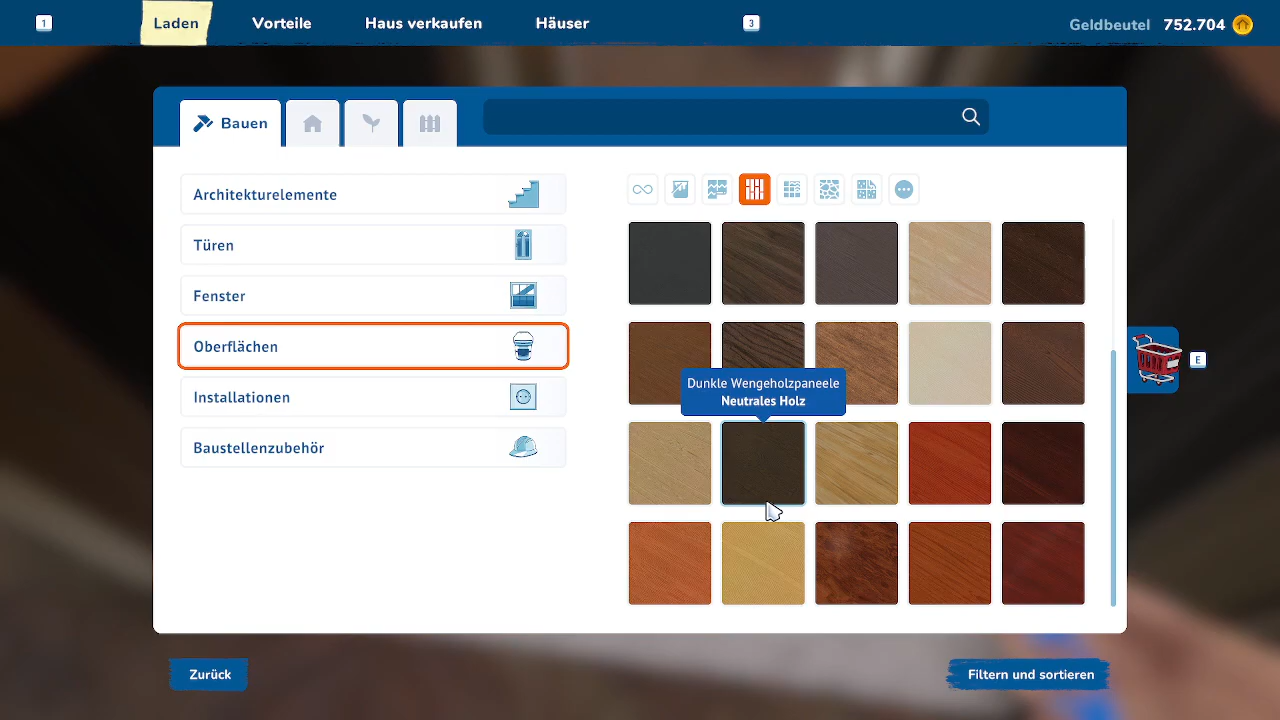 1
Laden
Vorteile
Haus verkaufen
Häuser
3
Geldbeutel 752.704
Bauen
Architekturelemente
Türen
Fenster
Oberflächen
Installationen
Baustellenzubehör
Dunkle Wengeholzpaneele
Neutrales Holz
E
Zurück
Filtern und sortieren